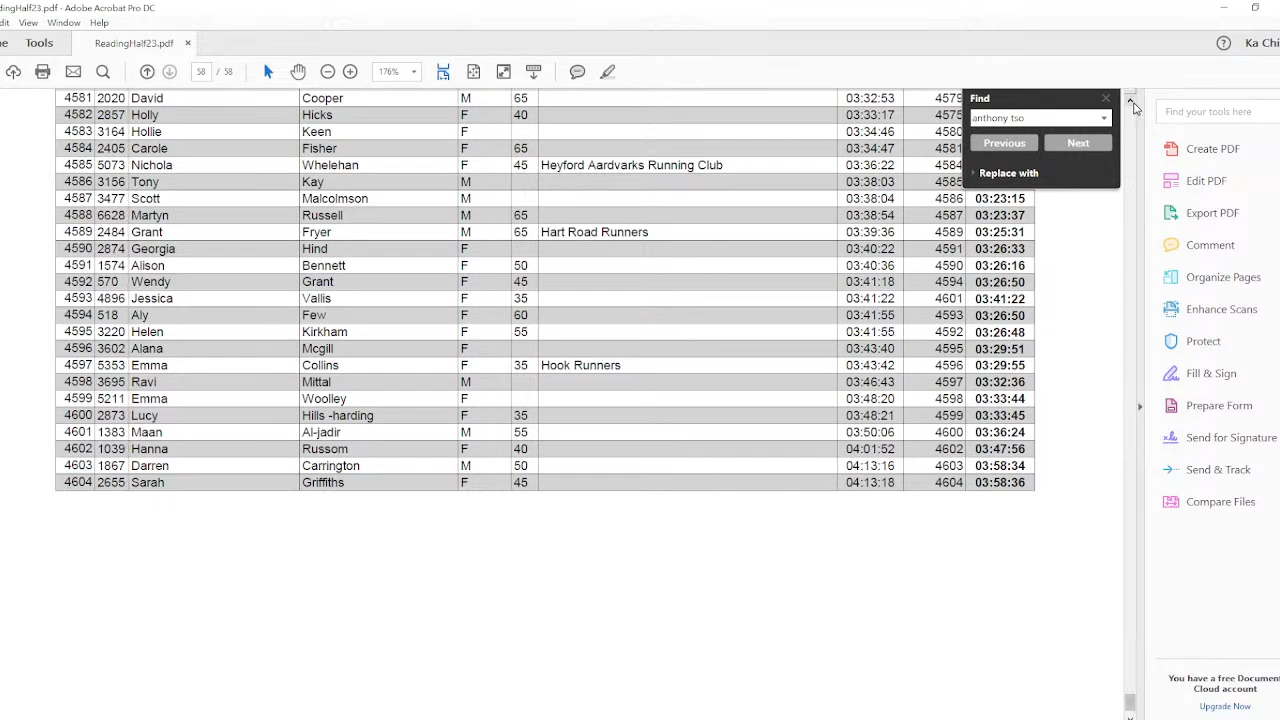 dingHalf23.pdf - Adobe Acrobat Pro DC
dit View Window Help
ne Tools ReadingHalf23.pdf × ? Ka Chi
58 / 58 176%
4581 2020 David Cooper M 65 03:32:53 4579
4582 2857 Holly Hicks F 40 03:33:17 4575
4583 3164 Hollie Keen F 03:34:46 4580
4584 2405 Carole Fisher F 65 03:34:47 4581
4585 5073 Nichola Whelehan F 45 Heyford Aardvarks Running Club 03:36:22 4584
4586 3156 Tony Kay M 03:38:03 4585
4587 3477 Scott Malcolmson M 03:38:04 4586 03:23:15
4588 6628 Martyn Russell M 65 03:38:54 4587 03:23:37
4589 2484 Grant Fryer M 65 Hart Road Runners 03:39:36 4589 03:25:31
4590 2874 Georgia Hind F 03:40:22 4591 03:26:33
4591 1574 Alison Bennett F 50 03:40:36 4590 03:26:16
4592 570 Wendy Grant F 45 03:41:18 4594 03:26:50
4593 4896 Jessica Vallis F 35 03:41:22 4601 03:41:22
4594 518 Aly Few F 60 03:41:55 4593 03:26:50
4595 3220 Helen Kirkham F 55 03:41:55 4592 03:26:48
4596 3602 Alana Mcgill F 03:43:40 4595 03:29:51
4597 5353 Emma Collins F 35 Hook Runners 03:43:42 4596 03:29:55
4598 3695 Ravi Mittal M 03:46:43 4597 03:32:36
4599 5211 Emma Woolley F 03:48:20 4598 03:33:44
4600 2873 Lucy Hills -harding F 35 03:48:21 4599 03:33:45
4601 1383 Maan Al-jadir M 55 03:50:06 4600 03:36:24
4602 1039 Hanna Russom F 40 04:01:52 4602 03:47:56
4603 1867 Darren Carrington M 50 04:13:16 4603 03:58:34
4604 2655 Sarah Griffiths F 45 04:13:18 4604 03:58:36
Find
anthony tso
Previous Next
Replace with
Find your tools here
Create PDF
Edit PDF
Export PDF
Comment
Organize Pages
Enhance Scans
Protect
Fill & Sign
Prepare Form
Send for Signature
Send & Track
Compare Files
You have a free Documen
Cloud account
Upgrade Now